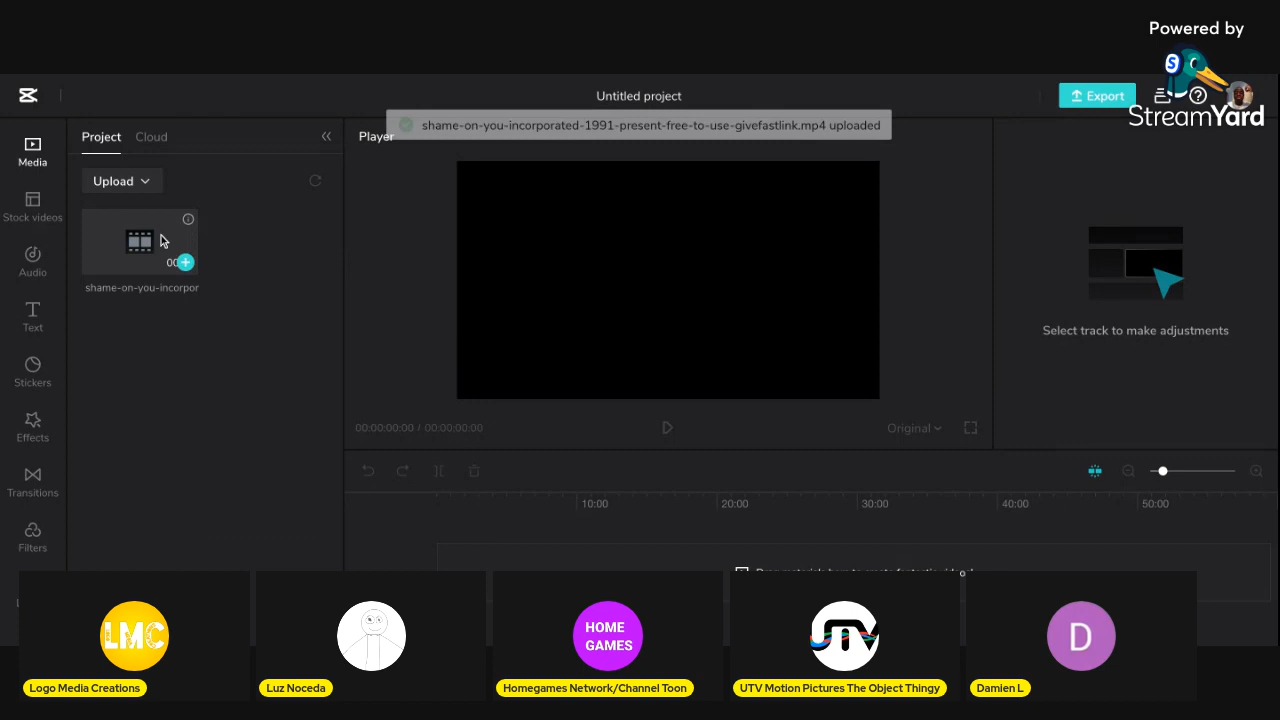 Powered by
StreamYard
Untitled project
Export
shame-on-you-incorporated-1991-present-free-to-use-givefastlink.mp4 uploaded
Media
Stock videos
Audio
Text
Stickers
Effects
Transitions
Filters
Project Cloud
Upload
00
shame-on-you-incorpor
Player
00:00:00:00 / 00:00:00:00
Original
Select track to make adjustments
10:00 20:00 30:00 40:00 50:00
LMC
HOME
GAMES
UTV
D
Logo Media Creations
Luz Noceda
Homegames Network/Channel Toon
UTV Motion Pictures The Object Thingy
Damien L